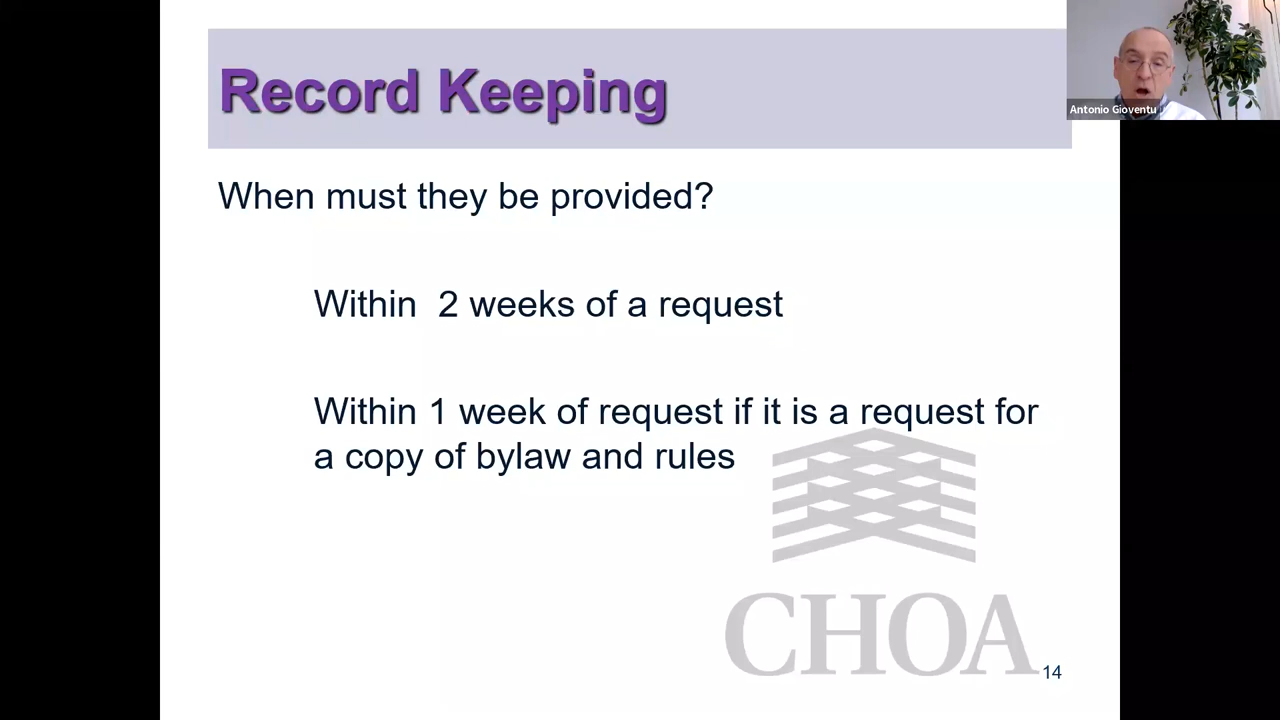 Record Keeping
Antonio Gioventu
When must they be provided?
Within 2 weeks of a request
Within 1 week of request if it is a request for
a copy of bylaw and rules
CHOA
14